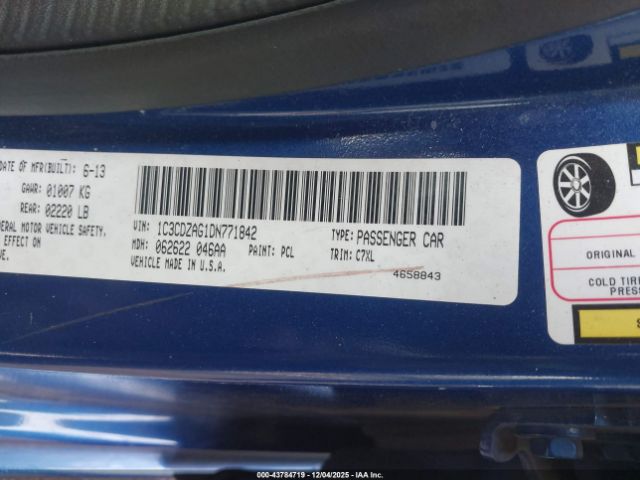 DATE OF MFR(BUILT): 6-13
GAWR: 01007 KG
REAR: 02220 LB
ERAL MOTOR VEHICLE SAFETY.
EFFECT ON
VE.
VIN: 1C3CDZAG1DN771842
TYPE: PASSENGER CAR
MDH: 062622 046AA
PAINT: PCL
TRIM: C7XL
VEHICLE MADE IN U.S.A.
4658843
ORIGINAL
COLD TIRE
PRESS
000-43784719 - 12/04/2025 - IAA Inc.